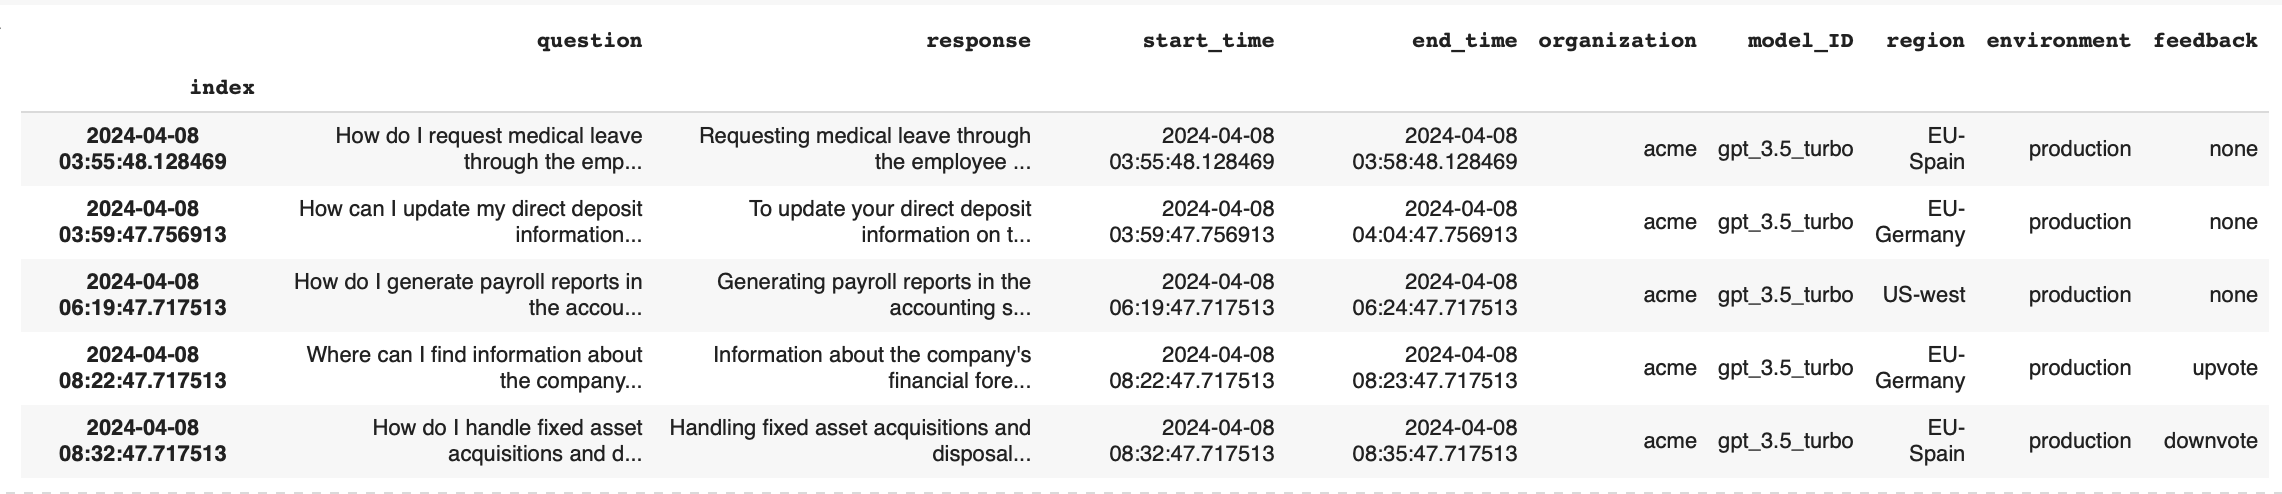 question response start_time end_time organization model_ID region environment feedback
index
2024-04-08 How do I request medical leave Requesting medical leave through 2024-04-08 2024-04-08 EU-
03:55:48.128469 through the emp... the employee ... 03:55:48.128469 03:58:48.128469 acme gpt_3.5_turbo Spain production none
2024-04-08 How can I update my direct deposit To update your direct deposit 2024-04-08 2024-04-08 EU-
03:59:47.756913 information... information on t... 03:59:47.756913 04:04:47.756913 acme gpt_3.5_turbo Germany production none
2024-04-08 How do I generate payroll reports in Generating payroll reports in the 2024-04-08 2024-04-08
06:19:47.717513 the accou... accounting s... 06:19:47.717513 06:24:47.717513 acme gpt_3.5_turbo US-west production none
2024-04-08 Where can I find information about Information about the company's 2024-04-08 2024-04-08 EU-
08:22:47.717513 the company... financial fore... 08:22:47.717513 08:23:47.717513 acme gpt_3.5_turbo Germany production upvote
2024-04-08 How do I handle fixed asset Handling fixed asset acquisitions and 2024-04-08 2024-04-08 EU-
08:32:47.717513 acquisitions and d... disposal... 08:32:47.717513 08:35:47.717513 acme gpt_3.5_turbo Spain production downvote